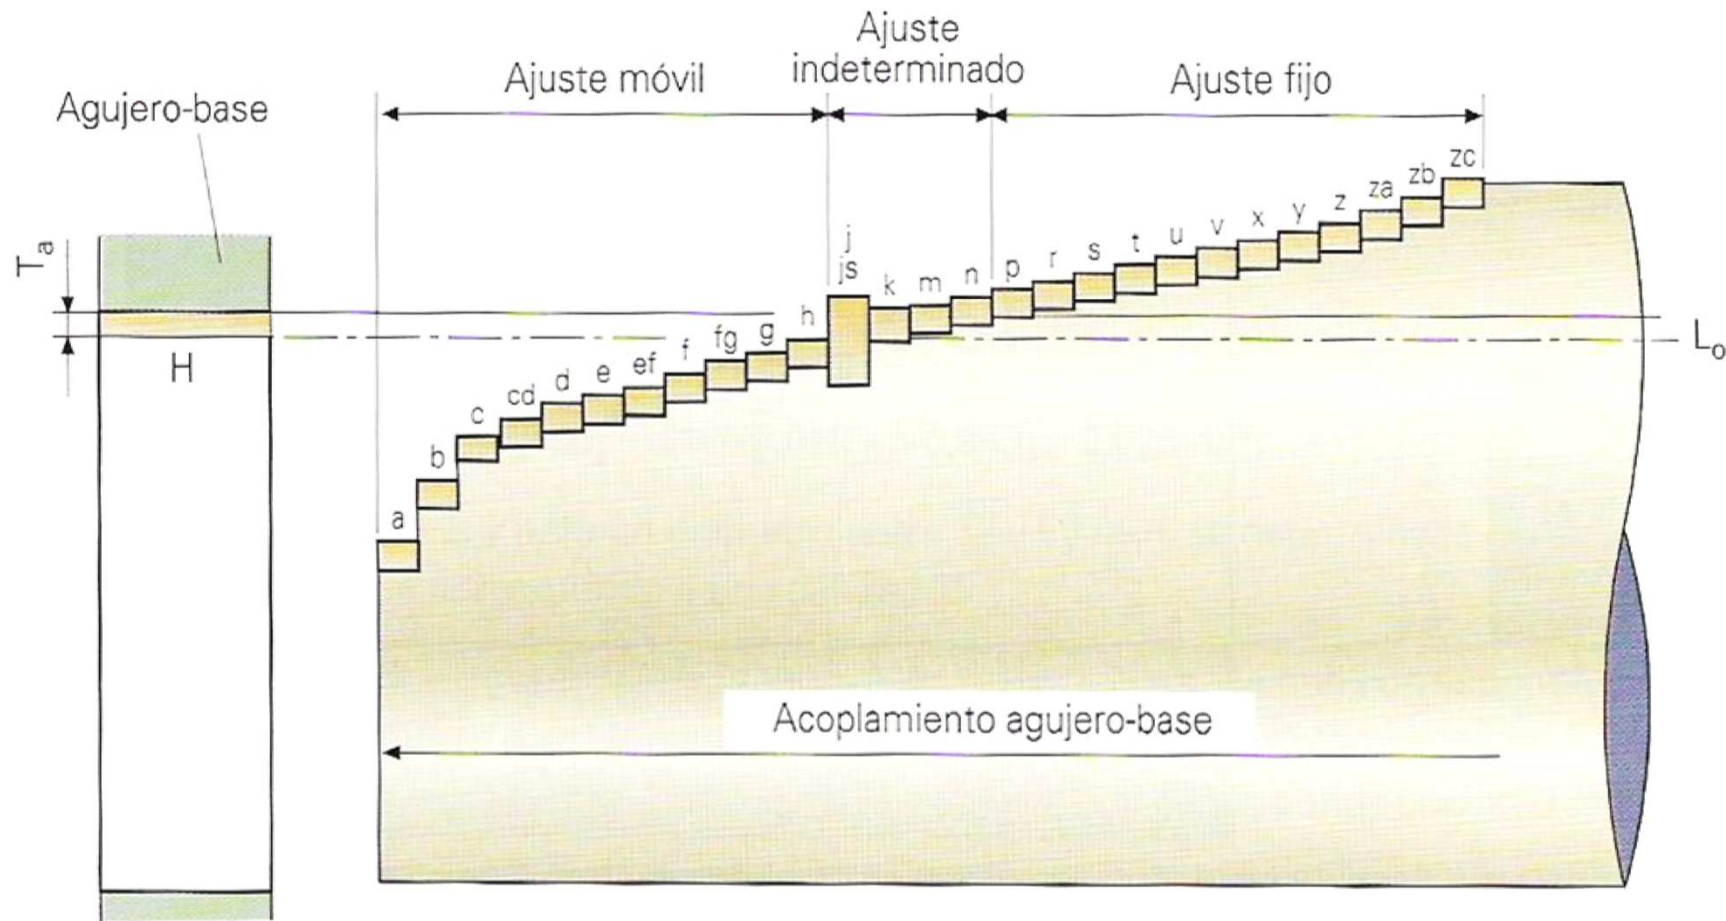 Ajuste
indeterminado
Ajuste móvil
Ajuste fijo
Agujero-base
Tₐ
H
a
b
c
cd
d
e
ef
f
fg
g
h
j
js
k
m
n
p
r
s
t
u
v
x
y
z
za
zb
zc
L₀
Acoplamiento agujero-base